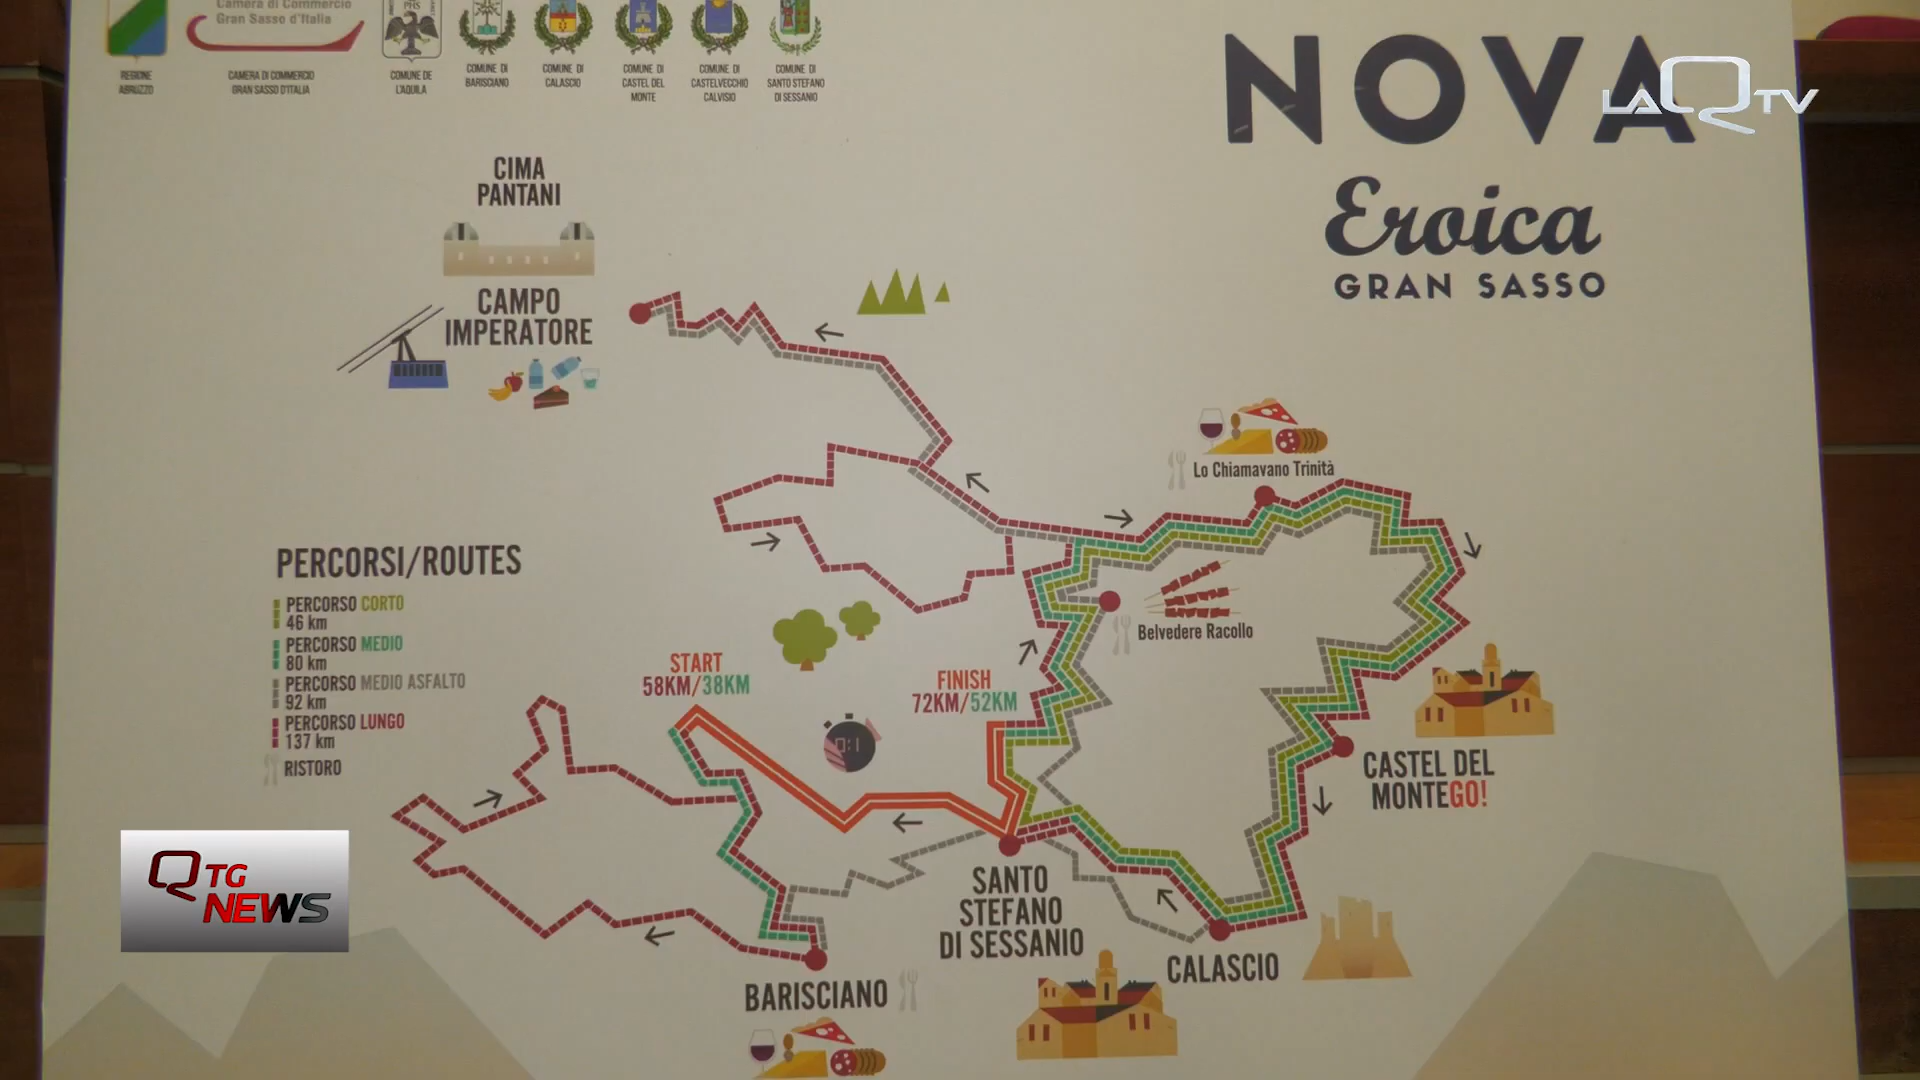 Camera di Commercio
Gran Sasso d'Italia
REGIONE
ABRUZZO
CAMERA DI COMMERCIO
GRAN SASSO D'ITALIA
COMUNE DE
L'AQUILA
COMUNE DI
BARISCIANO
COMUNE DI
CALASCIO
COMUNE DI
CASTEL DEL
MONTE
COMUNE DI
CASTELVECCHIO
CALVISIO
COMUNE DI
SANTO STEFANO
DI SESSANIO
NOVA
LAQTV
Eroica
GRAN SASSO
CIMA
PANTANI
CAMPO
IMPERATORE
Lo Chiamavano Trinità
PERCORSI/ROUTES
PERCORSO CORTO
46 km
PERCORSO MEDIO
80 km
PERCORSO MEDIO ASFALTO
92 km
PERCORSO LUNGO
137 km
RISTORO
Belvedere Racollo
START
58KM/38KM
FINISH
72KM/52KM
0:1
CASTEL DEL
MONTEGO!
SANTO
STEFANO
DI SESSANIO
CALASCIO
BARISCIANO
Q TG
NEWS